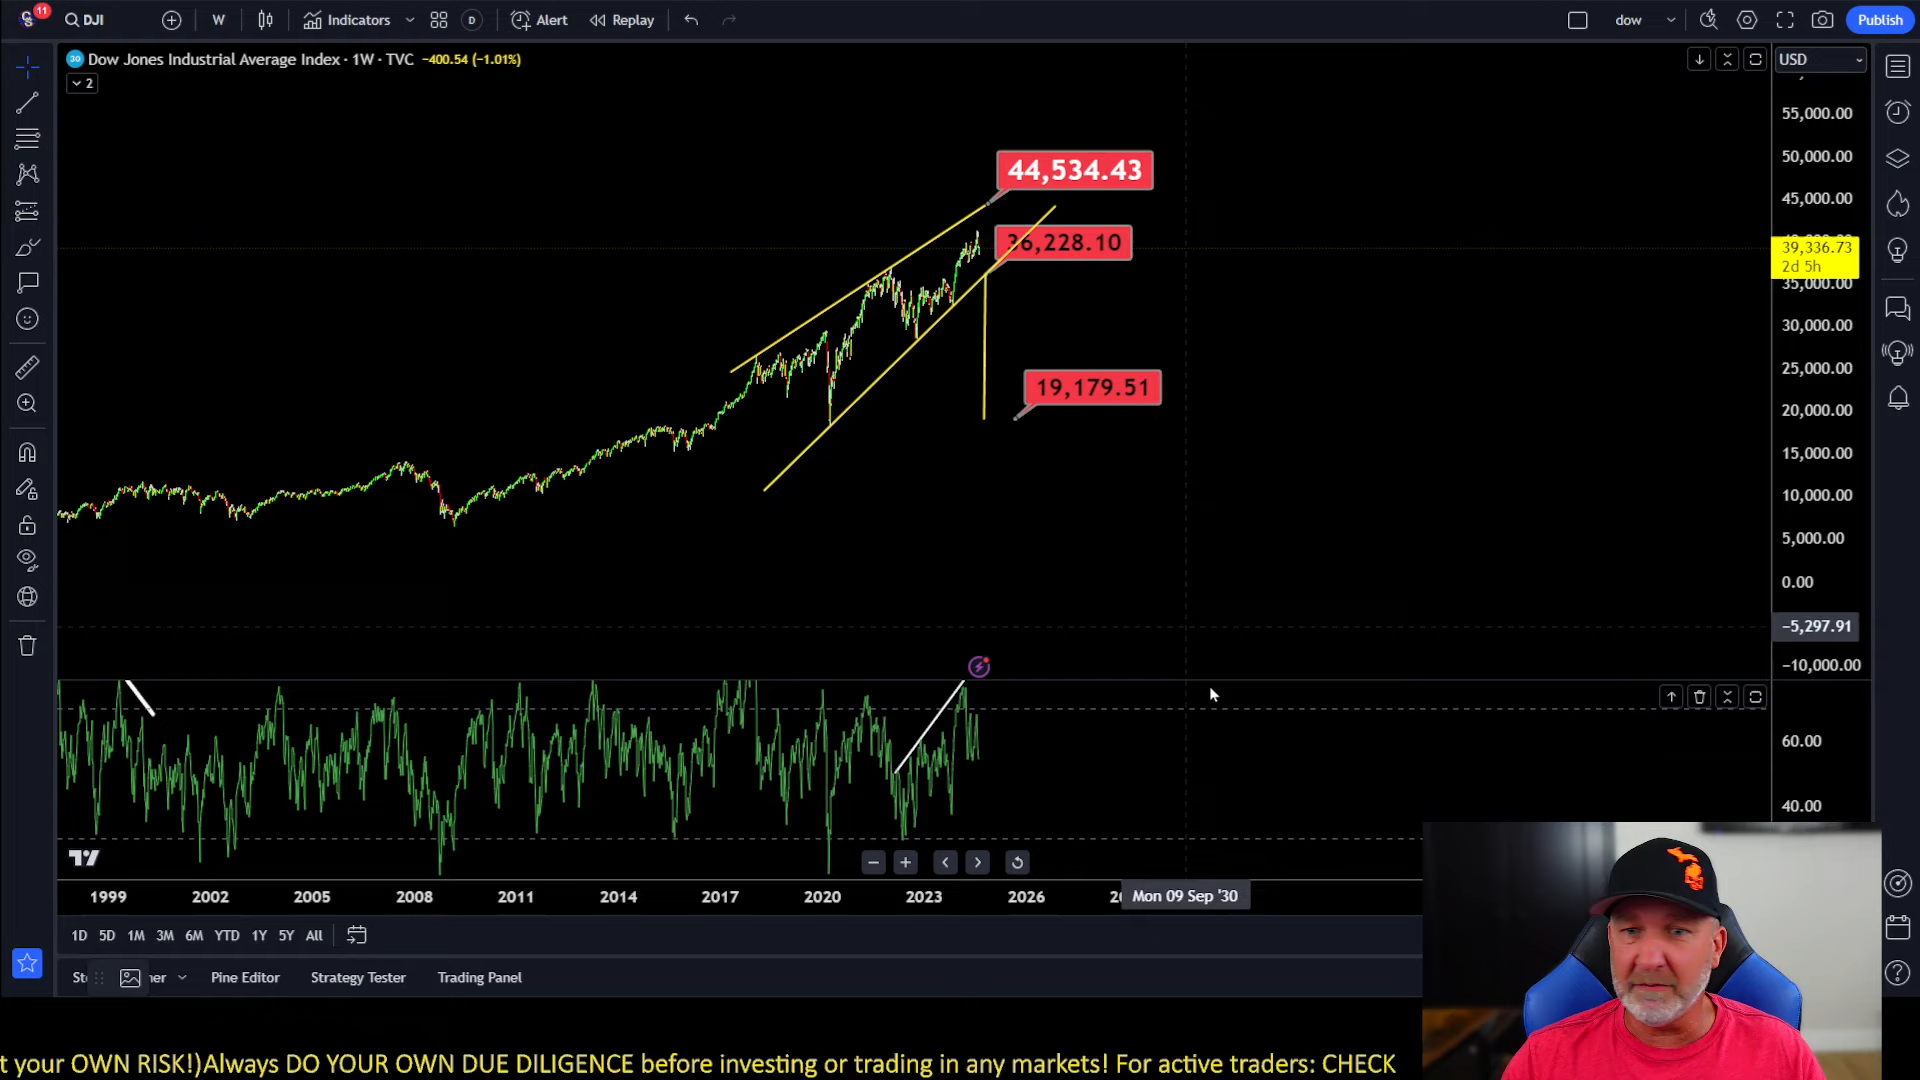 11
DJI
W
Indicators
D
Alert
Replay
dow
Publish
30
Dow Jones Industrial Average Index · 1W · TVC −400.54 (−1.01%)
2
USD
55,000.00
50,000.00
45,000.00
39,336.73
2d 5h
35,000.00
30,000.00
25,000.00
20,000.00
15,000.00
10,000.00
5,000.00
0.00
−5,297.91
−10,000.00
44,534.43
36,228.10
19,179.51
60.00
40.00
1999
2002
2005
2008
2011
2014
2017
2020
2023
2026
Mon 09 Sep '30
1D 5D 1M 3M 6M YTD 1Y 5Y All
Pine Editor
Strategy Tester
Trading Panel
t your OWN RISK!)Always DO YOUR OWN DUE DILIGENCE before investing or trading in any markets! For active traders: CHECK